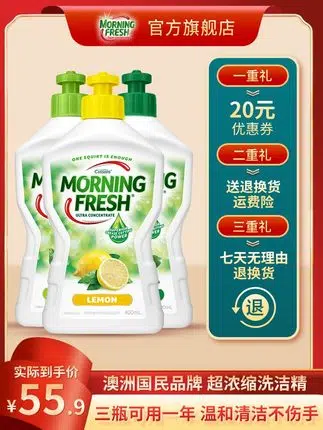 MORNING
FRESH
官方旗舰店
一重礼
20元
优惠券
二重礼
送退换货
运费险
三重礼
七天无理由
退换货
退
ONE SQUIRT IS ENOUGH
Cussons
MORNING
FRESH
ULTRA CONCENTRATE
POWER
LEMON
400mL
实际到手价
¥55.9
澳洲国民品牌 超浓缩洗洁精
三瓶可用一年 温和清洁不伤手